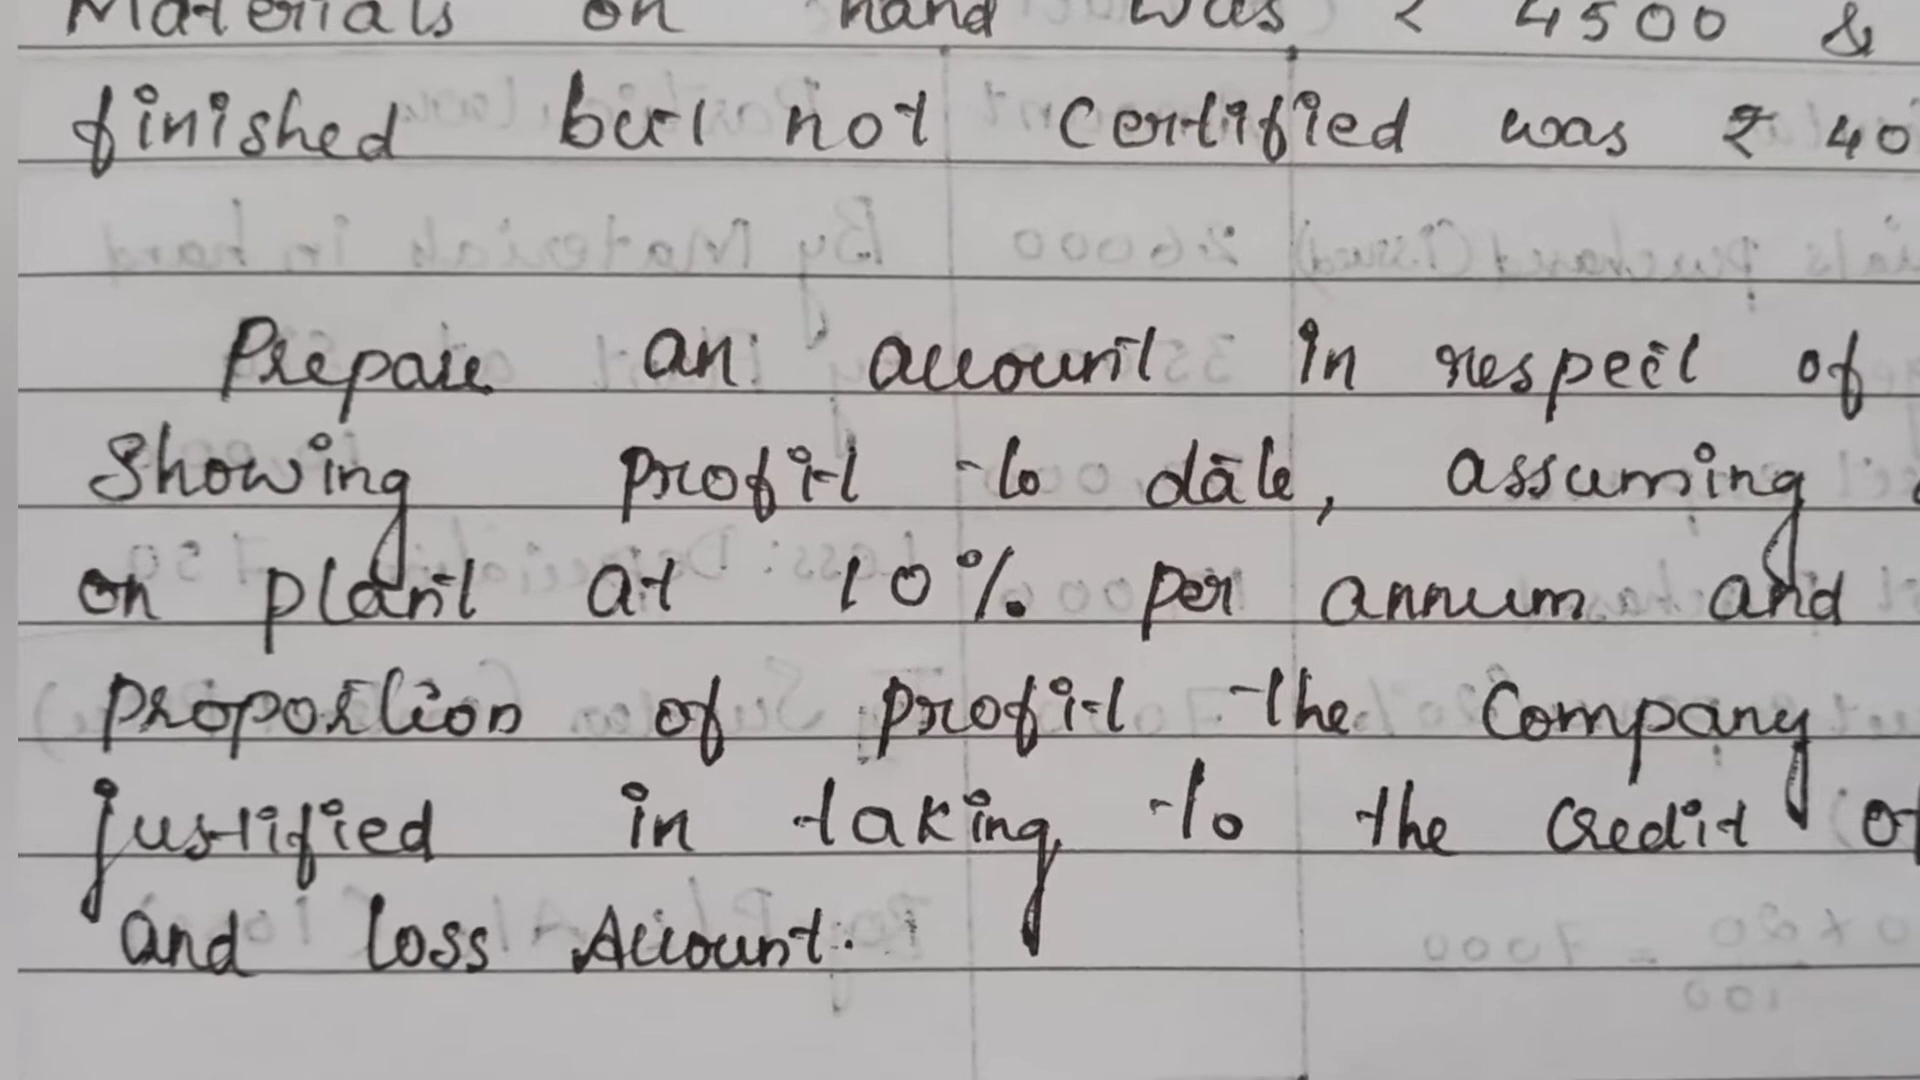 Materials on hand was ₹ 4500 &
finished but not certified was ₹ 40
Prepare an account in respect of
showing profit to date, assuming
on plant at 10% per annum and
proportion of profit the Company
justified in taking to the credit of
and loss Account.